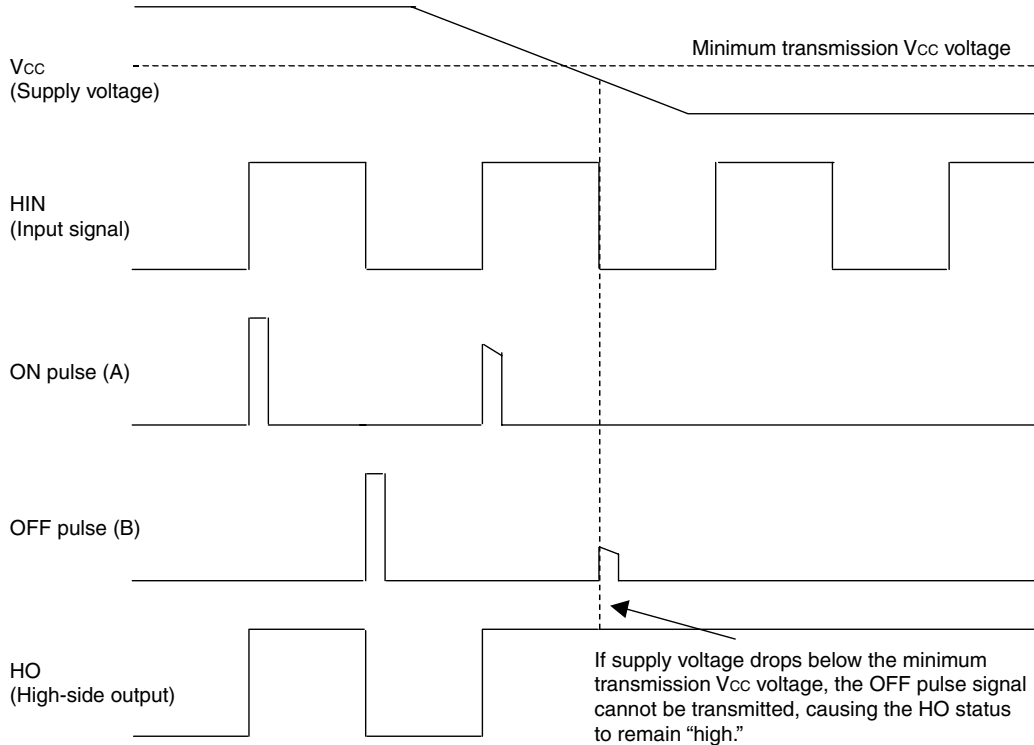 Minimum transmission VCC voltage
VCC
(Supply voltage)
HIN
(Input signal)
ON pulse (A)
OFF pulse (B)
HO
(High-side output)
If supply voltage drops below the minimum
transmission VCC voltage, the OFF pulse signal
cannot be transmitted, causing the HO status
to remain “high.”